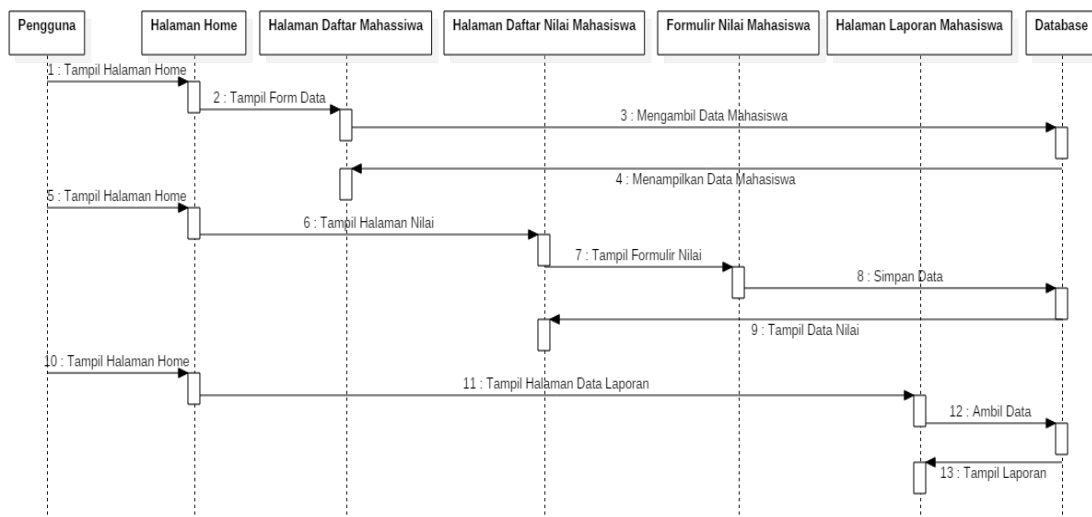 Pengguna
Halaman Home
Halaman Daftar Mahassiwa
Halaman Daftar Nilai Mahasiswa
Formulir Nilai Mahasiswa
Halaman Laporan Mahasiswa
Database
1 : Tampil Halaman Home
2 : Tampil Form Data
3 : Mengambil Data Mahasiswa
4 : Menampilkan Data Mahasiswa
5 : Tampil Halaman Home
6 : Tampil Halaman Nilai
7 : Tampil Formulir Nilai
8 : Simpan Data
9 : Tampil Data Nilai
10 : Tampil Halaman Home
11 : Tampil Halaman Data Laporan
12 : Ambil Data
13 : Tampil Laporan